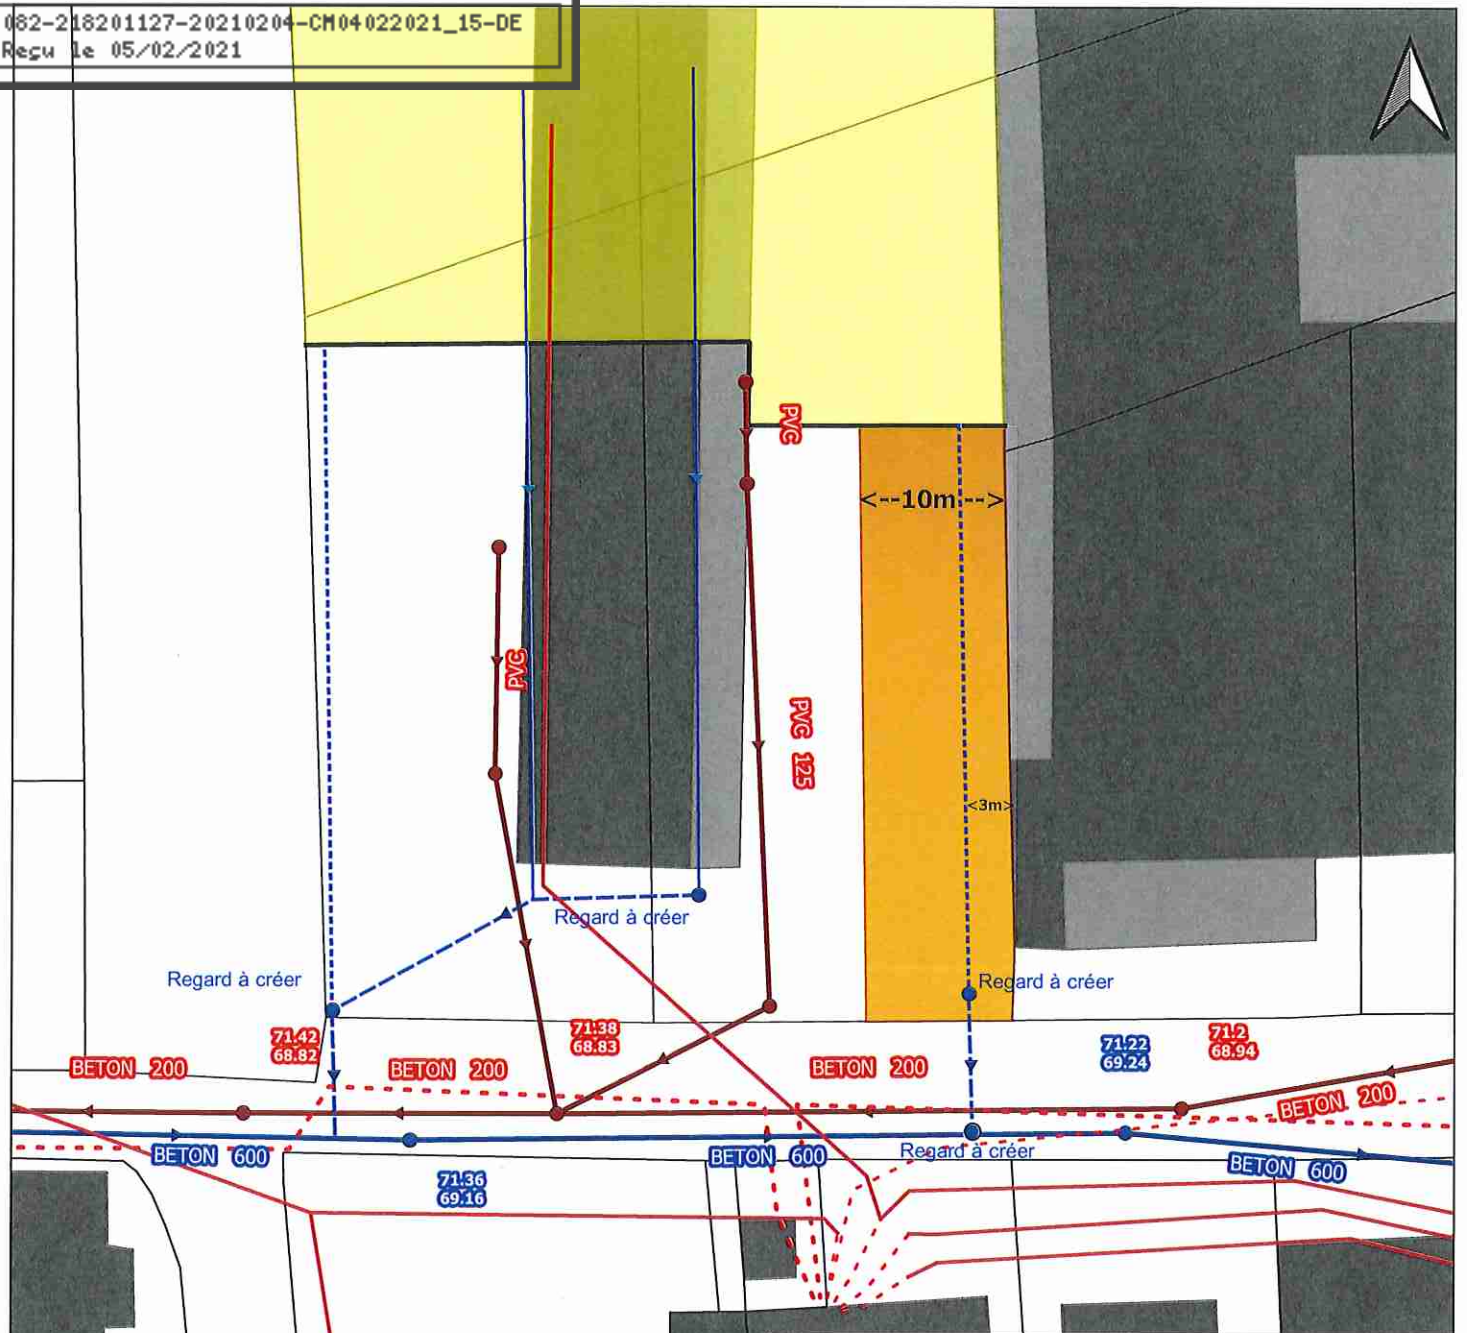 082-218201127-20210204-CM04022021_15-DE
Reçu le 05/02/2021
PVC
<--10m-->
PVC
PVC 125
<3m>
Regard à créer
Regard à créer
Regard à créer
71.42
68.82
71.38
68.83
71.22
69.24
71.2
68.94
BETON 200
BETON 200
BETON 200
BETON 200
BETON 600
BETON 600
Regard à créer
BETON 600
71.36
69.16